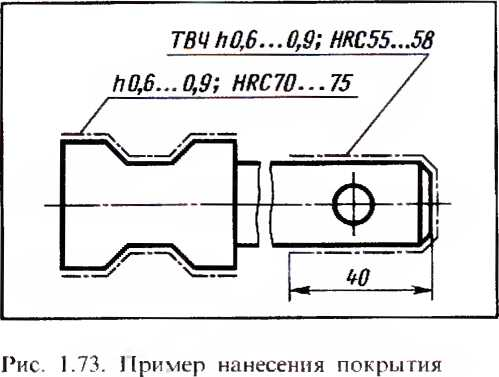 ТВЧ h0,6...0,9; HRC55...58
h0,6...0,9; HRC70...75
40
Рис. 1.73. Пример нанесения покрытия